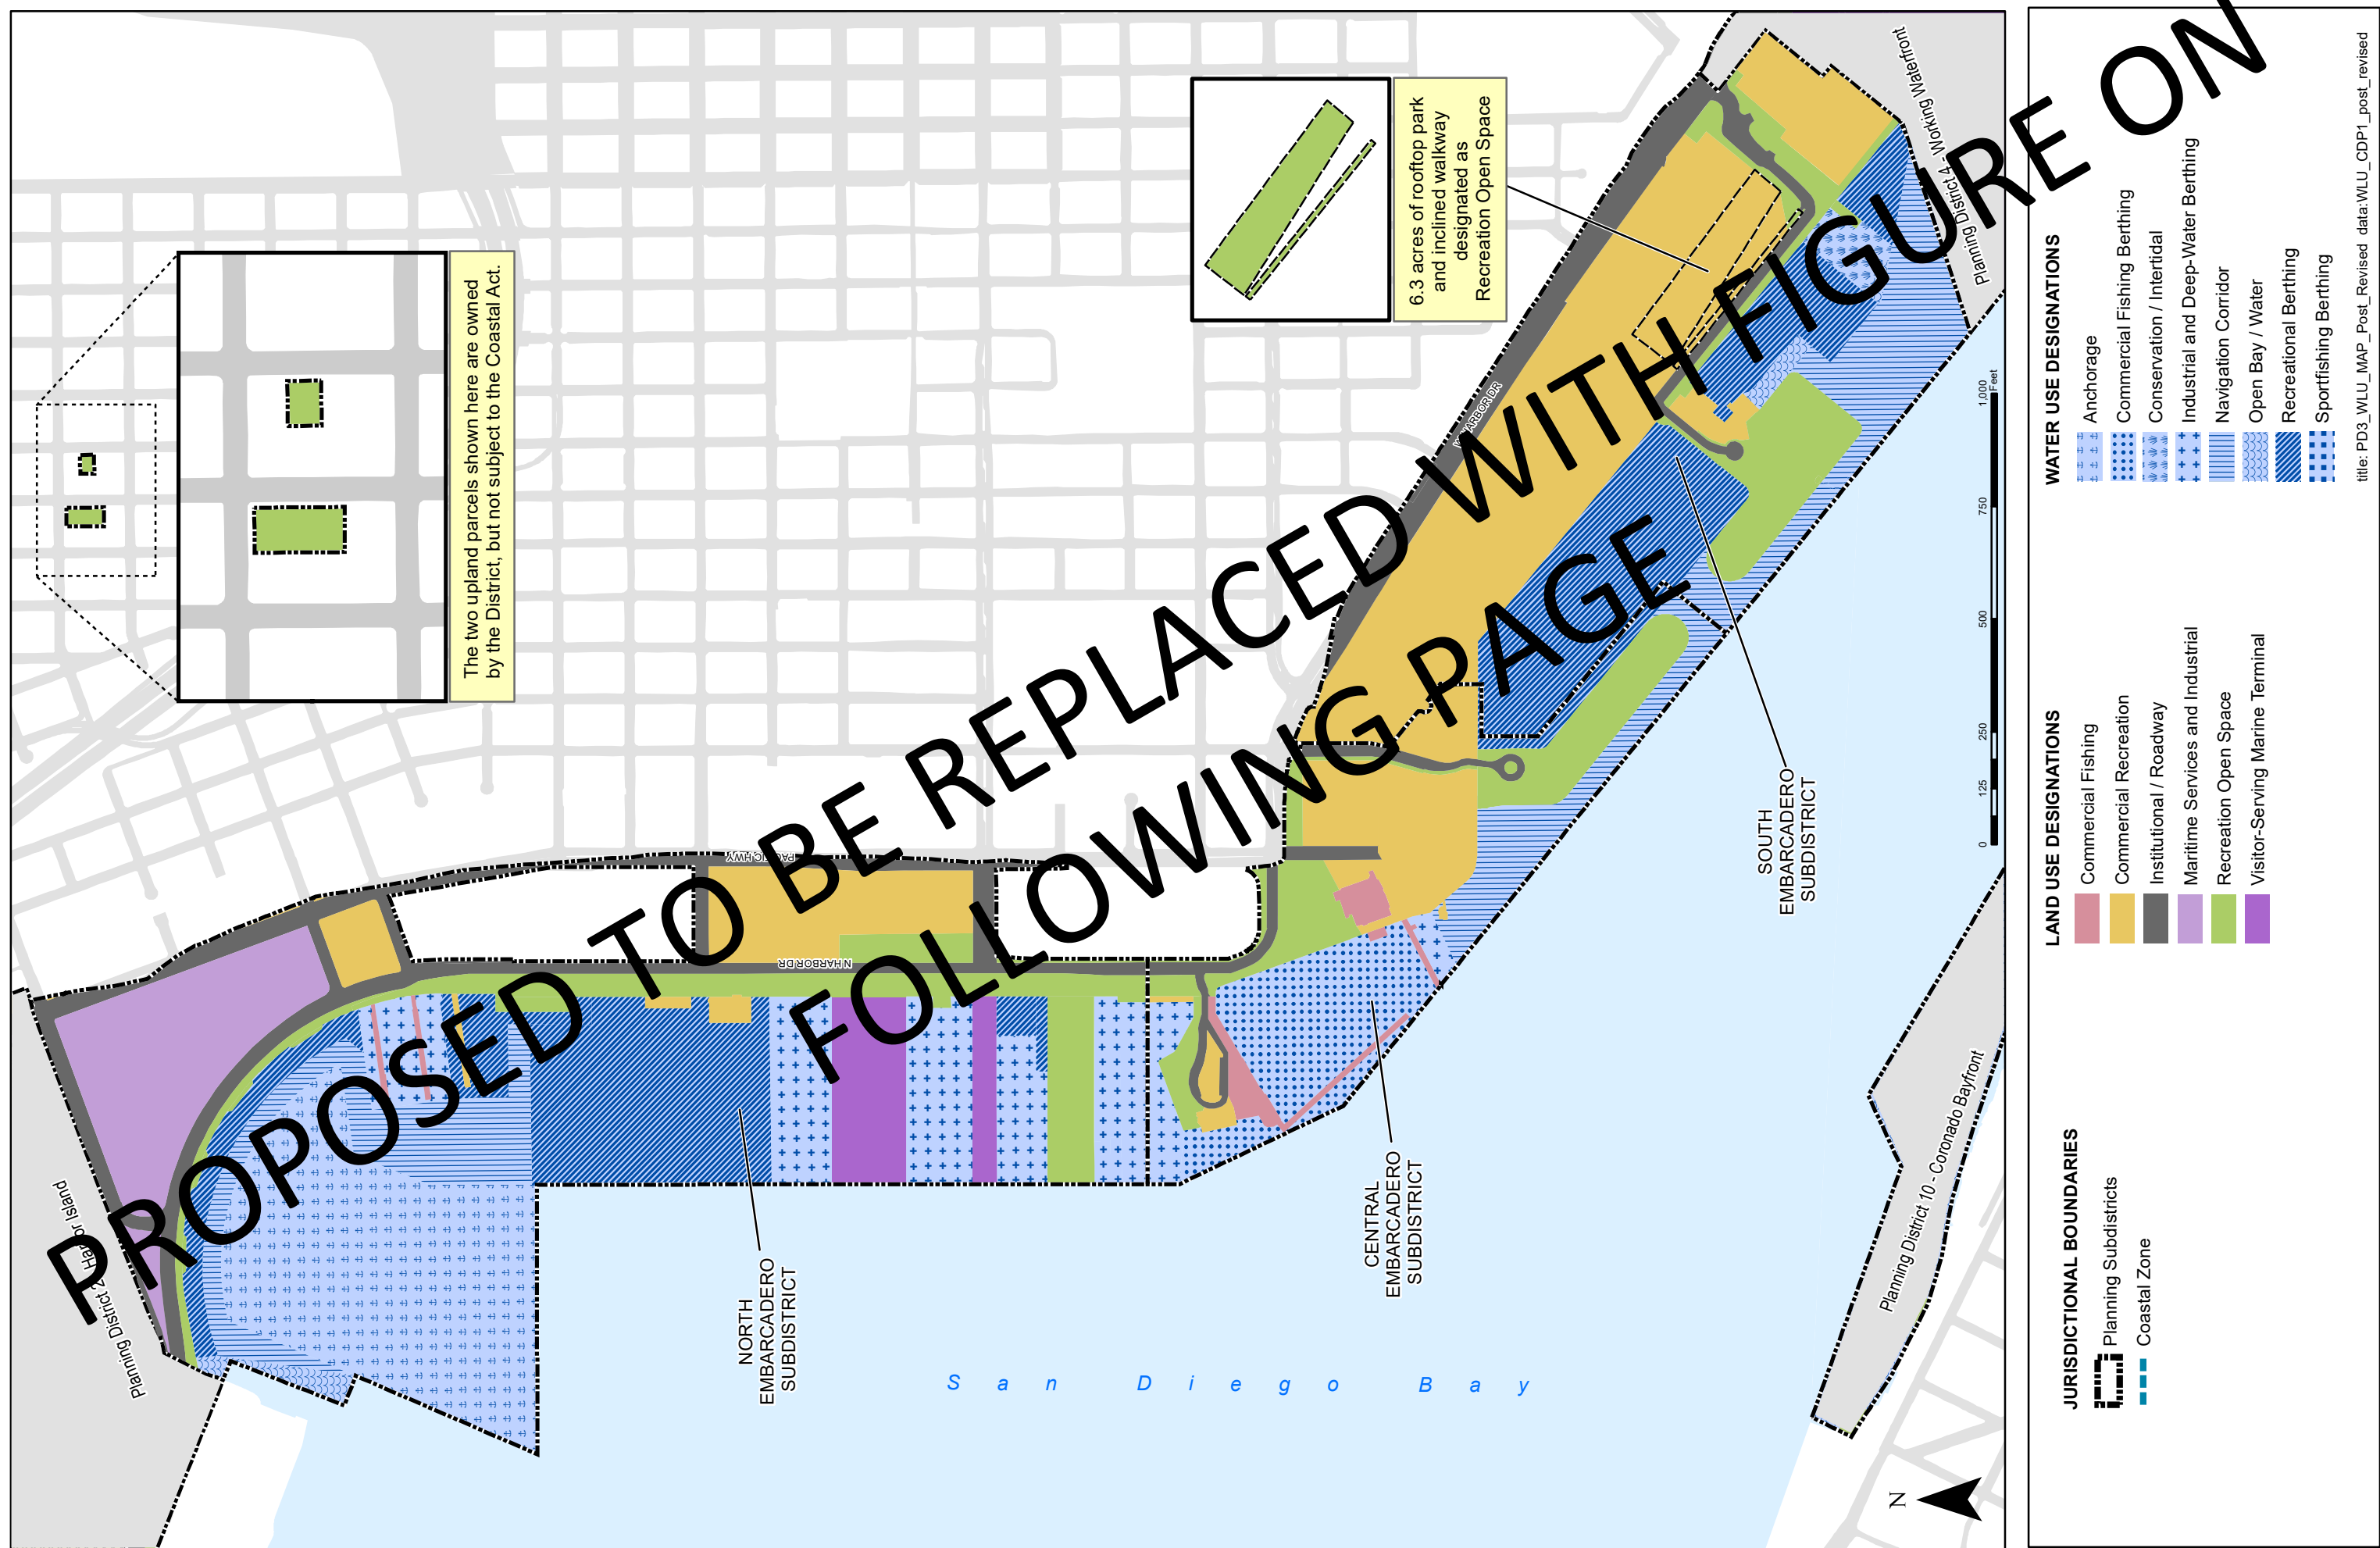 PROPOSED TO BE REPLACED WITH FIGURE ON
FOLLOWING PAGE
The two upland parcels shown here are owned
by the District, but not subject to the Coastal Act.
6.3 acres of rooftop park
and inclined walkway
designated as
Recreation Open Space
Planning District 4 - Working Waterfront
HARBOR DR
HWY
N HARBOR DR
Planning District 2 - Harbor Island
NORTH
EMBARCADERO
SUBDISTRICT
CENTRAL
EMBARCADERO
SUBDISTRICT
SOUTH
EMBARCADERO
SUBDISTRICT
San Diego Bay
Planning District 10 - Coronado Bayfront
N
0 125 250 500 750 1,000
Feet
JURISDICTIONAL BOUNDARIES
Planning Subdistricts
Coastal Zone
LAND USE DESIGNATIONS
Commercial Fishing
Commercial Recreation
Institutional / Roadway
Maritime Services and Industrial
Recreation Open Space
Visitor-Serving Marine Terminal
WATER USE DESIGNATIONS
Anchorage
Commercial Fishing Berthing
Conservation / Intertidal
Industrial and Deep-Water Berthing
Navigation Corridor
Open Bay / Water
Recreational Berthing
Sportfishing Berthing
title: PD3_WLU_MAP_Post_Revised data:WLU_CDP1_post_revised